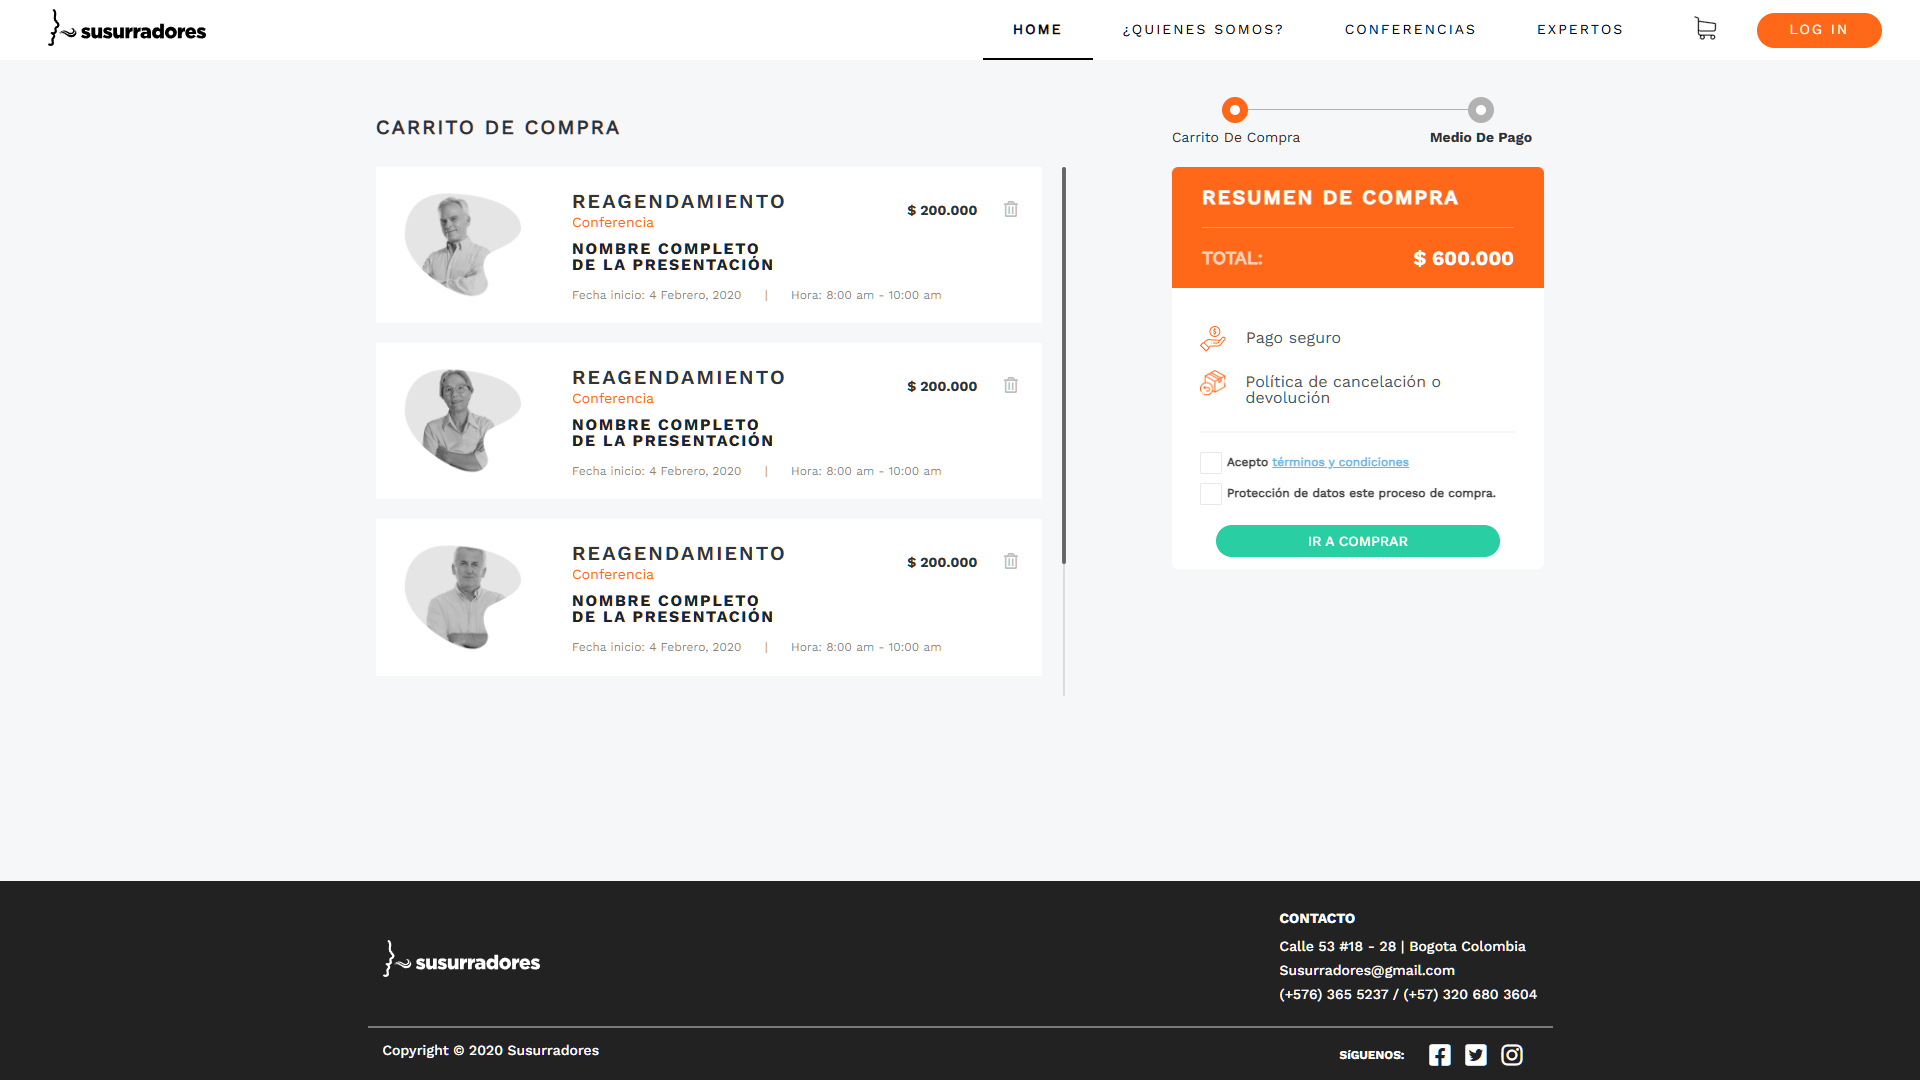 susurradores
HOME
¿QUIENES SOMOS?
CONFERENCIAS
EXPERTOS
LOG IN
CARRITO DE COMPRA
Carrito De Compra
Medio De Pago
REAGENDAMIENTO
Conferencia
$ 200.000
NOMBRE COMPLETO
DE LA PRESENTACIÓN
Fecha inicio: 4 Febrero, 2020 | Hora: 8:00 am - 10:00 am
REAGENDAMIENTO
Conferencia
$ 200.000
NOMBRE COMPLETO
DE LA PRESENTACIÓN
Fecha inicio: 4 Febrero, 2020 | Hora: 8:00 am - 10:00 am
REAGENDAMIENTO
Conferencia
$ 200.000
NOMBRE COMPLETO
DE LA PRESENTACIÓN
Fecha inicio: 4 Febrero, 2020 | Hora: 8:00 am - 10:00 am
RESUMEN DE COMPRA
TOTAL: $ 600.000
Pago seguro
Política de cancelación o
devolución
Acepto términos y condiciones
Protección de datos este proceso de compra.
IR A COMPRAR
susurradores
CONTACTO
Calle 53 #18 - 28 | Bogota Colombia
Susurradores@gmail.com
(+576) 365 5237 / (+57) 320 680 3604
Copyright © 2020 Susurradores
SíGUENOS: